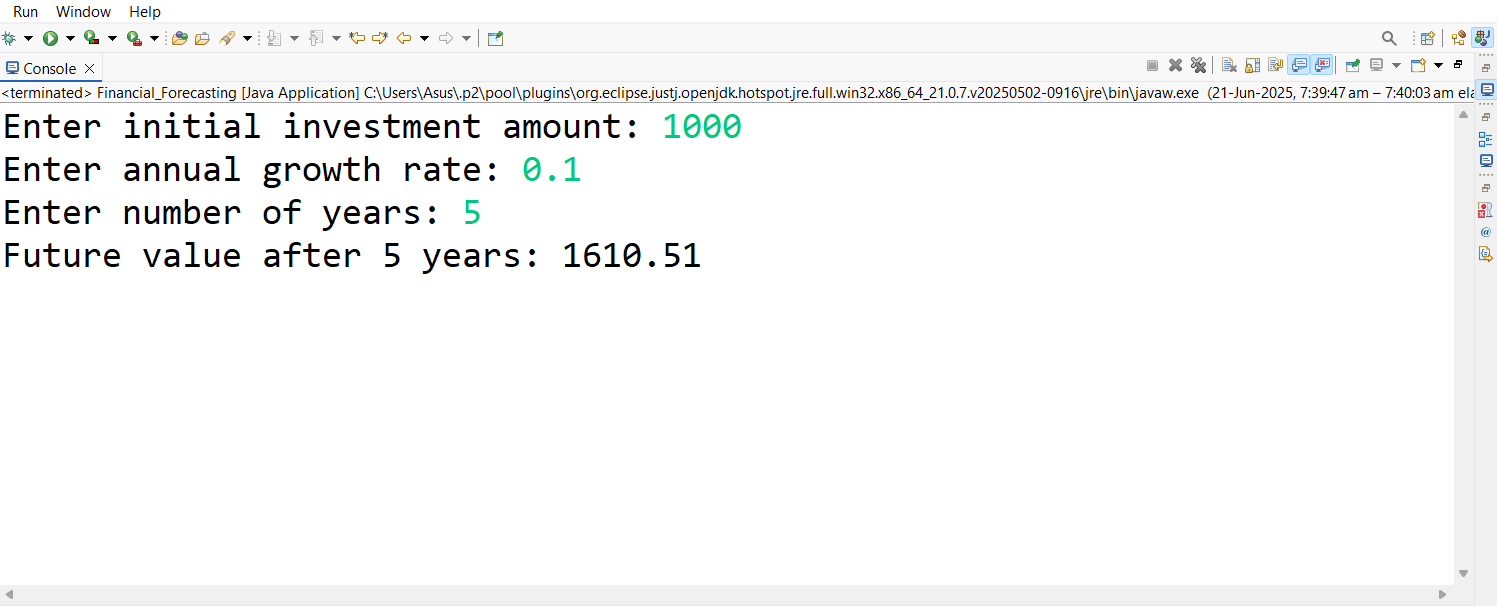 Run Window Help
Console
<terminated> Financial_Forecasting [Java Application] C:\Users\Asus\.p2\pool\plugins\org.eclipse.justj.openjdk.hotspot.jre.full.win32.x86_64_21.0.7.v20250502-0916\jre\bin\javaw.exe (21-Jun-2025, 7:39:47 am – 7:40:03 am ela
Enter initial investment amount: 1000
Enter annual growth rate: 0.1
Enter number of years: 5
Future value after 5 years: 1610.51